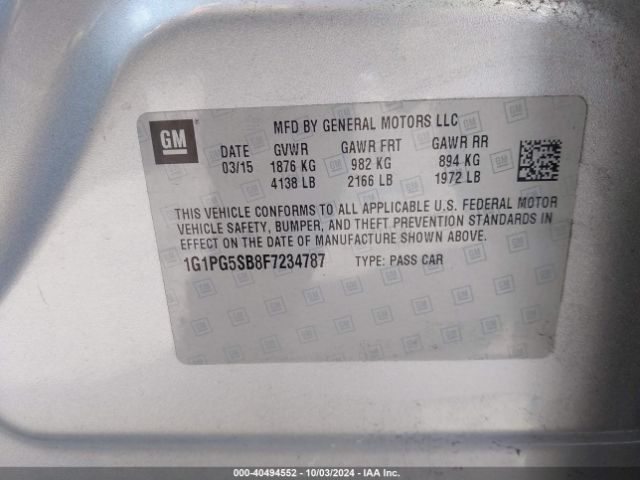 GM
MFD BY GENERAL MOTORS LLC
DATE GVWR GAWR FRT GAWR RR
03/15 1876 KG 982 KG 894 KG
4138 LB 2166 LB 1972 LB
THIS VEHICLE CONFORMS TO ALL APPLICABLE U.S. FEDERAL MOTOR
VEHICLE SAFETY, BUMPER, AND THEFT PREVENTION STANDARDS IN
EFFECT ON THE DATE OF MANUFACTURE SHOWN ABOVE.
1G1PG5SB8F7234787 TYPE: PASS CAR
000-40494552 - 10/03/2024 - IAA Inc.